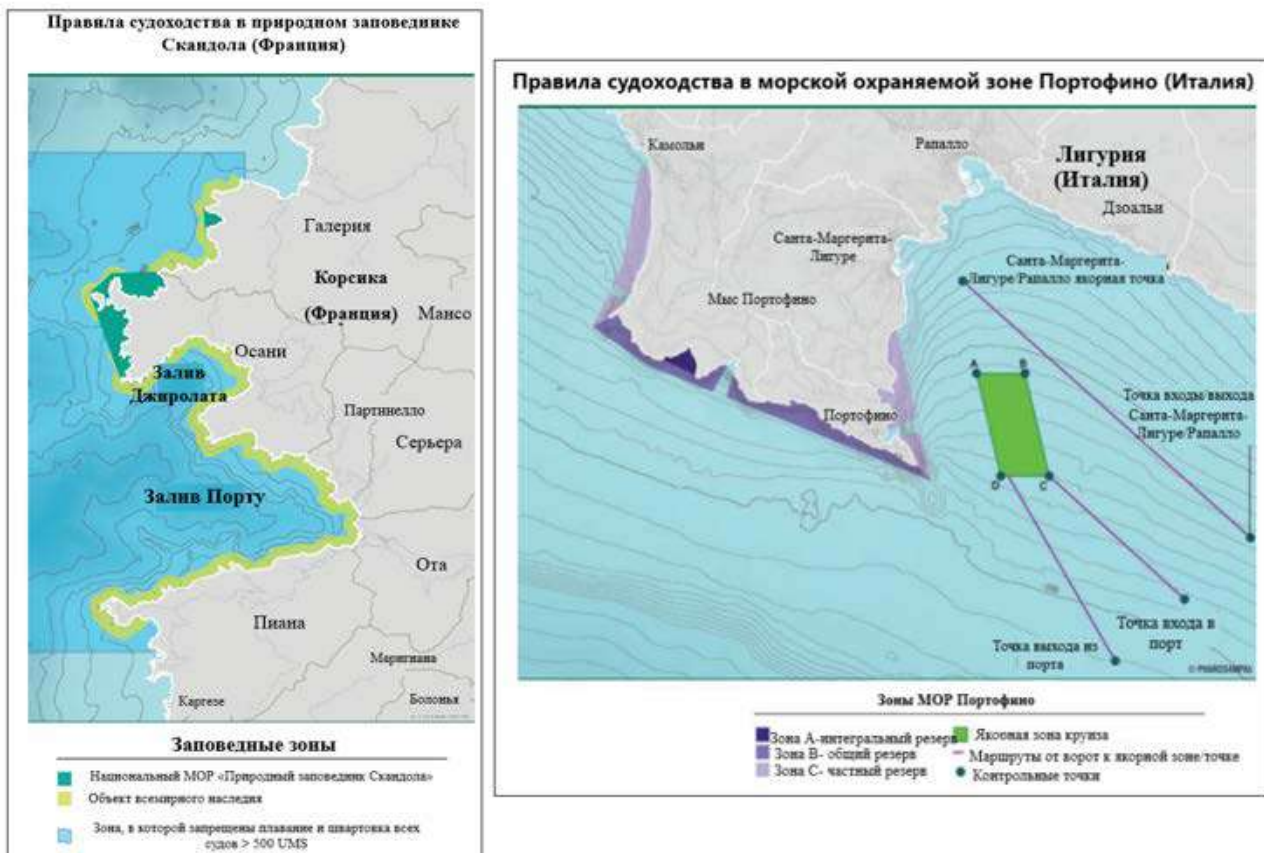 Правила судоходства в природном заповеднике
Скандола (Франция)
Галерия
Корсика
(Франция)
Мансо
Осани
Залив
Джиролата
Партинелло
Серьера
Залив Порту
Ота
Пиана
Маригиана
Каргезе
Болонья
Заповедные зоны
Национальный МОР «Природный заповедник Скандола»
Объект всемирного наследия
Зона, в которой запрещены плавание и швартовка всех
судов > 500 UMS
Правила судоходства в морской охраняемой зоне Портофино (Италия)
Камольи
Рапалло
Лигурия
(Италия)
Дзоальи
Санта-Маргерита-
Лигуре
Санта-Маргерита-
Лигуре/Рапалло якорная точка
Мыс Портофино
A
B
Точка входы/выхода
Санта-Маргерита-
Лигуре/Рапалло
Портофино
D
C
Точка входа в
порт
Точка выхода из
порта
Зоны МОР Портофино
Зона А-интегральный резерв
Зона В- общий резерв
Зона С- частный резерв
Якорная зона круиза
Маршруты от ворот к якорной зоне/точке
Контрольные точки